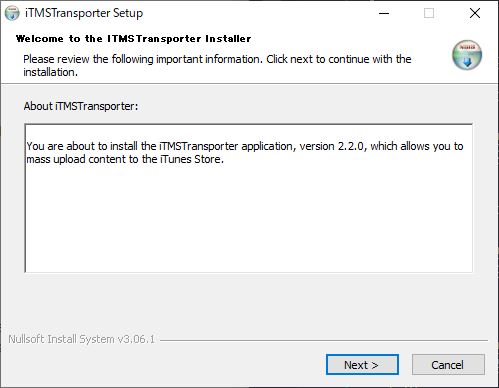 iTMSTransporter Setup
Welcome to the iTMSTransporter Installer
Please review the following important information. Click next to continue with the
installation.
About iTMSTransporter:
You are about to install the iTMSTransporter application, version 2.2.0, which allows you to
mass upload content to the iTunes Store.
Nullsoft Install System v3.06.1
Next >
Cancel